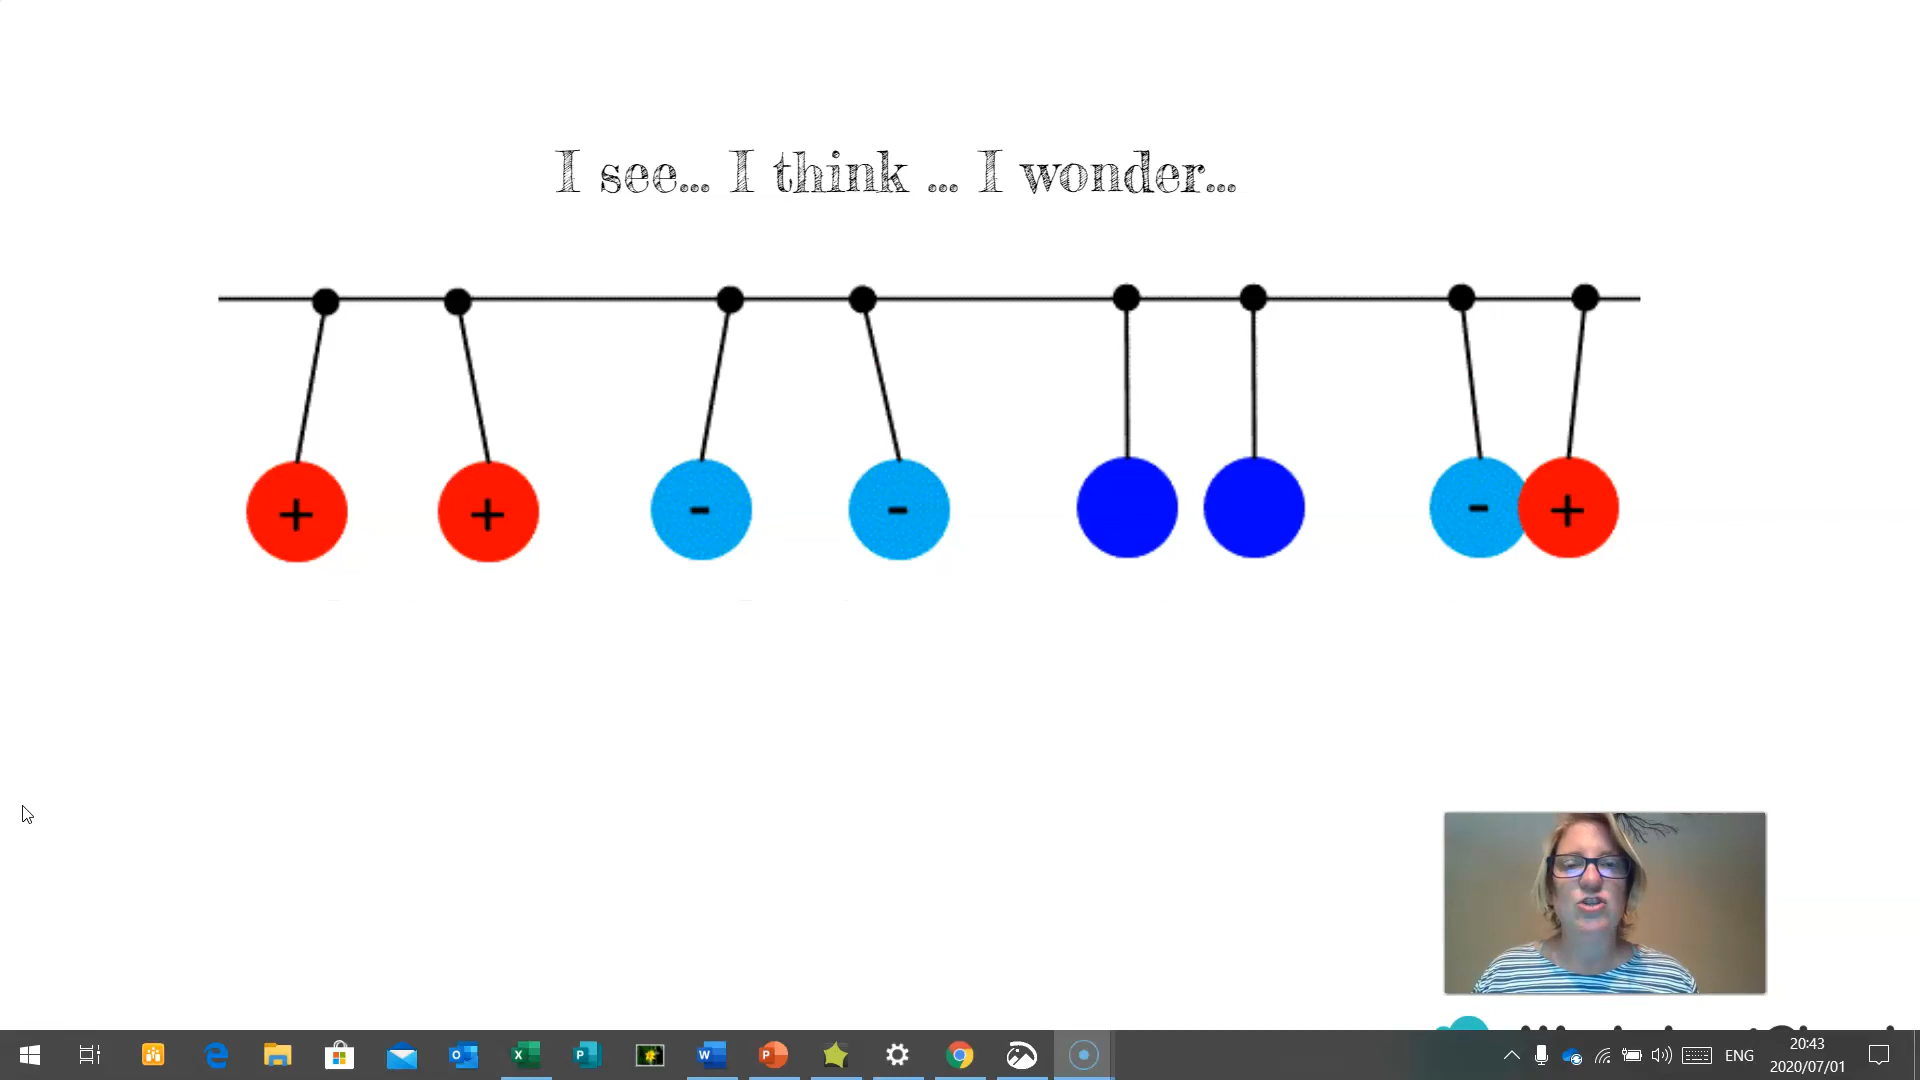 I see... I think ... I wonder...
+ + - - - +
ENG
20:43
2020/07/01